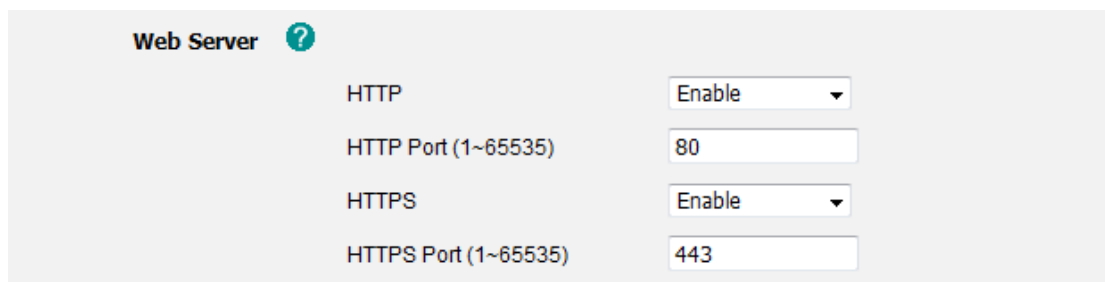 Web Server ?
HTTP Enable
HTTP Port (1~65535) 80
HTTPS Enable
HTTPS Port (1~65535) 443